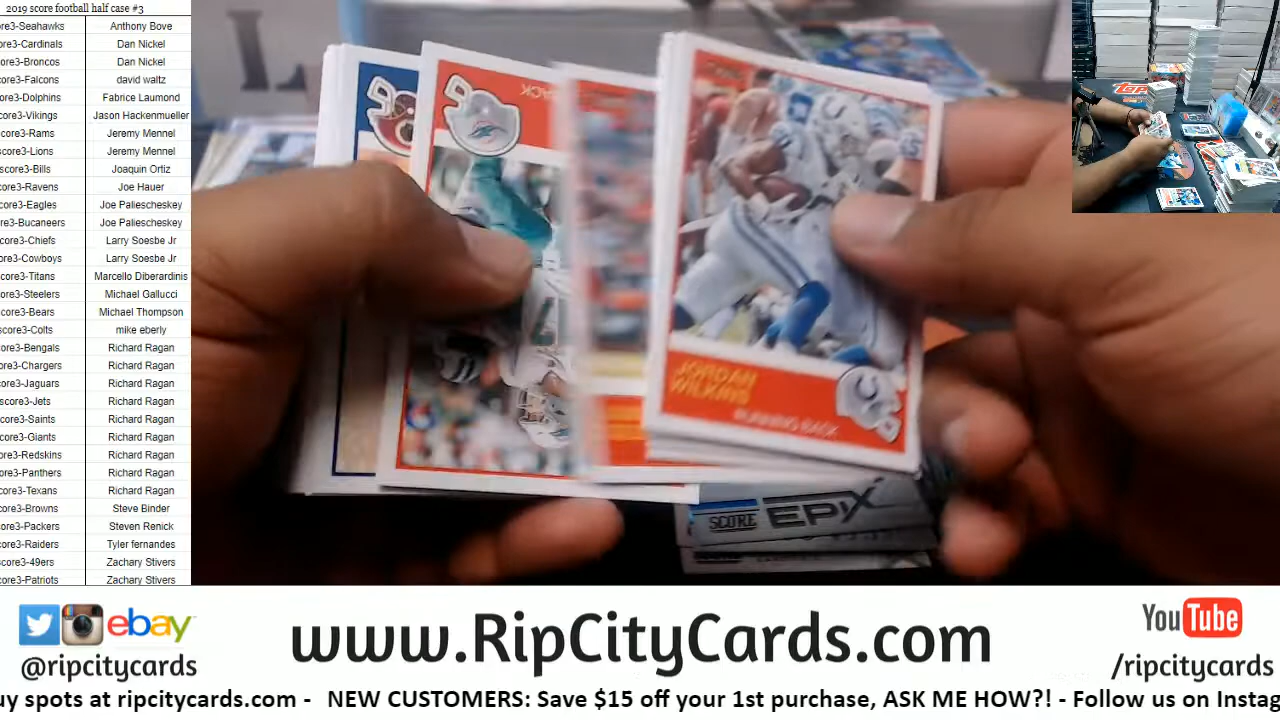 2019 score football half case #3
ore3-Seahawks Anthony Bove
ore3-Cardinals Dan Nickel
ore3-Broncos Dan Nickel
ore3-Falcons david waltz
ore3-Dolphins Fabrice Laumond
ore3-Vikings Jason Hackenmueller
ore3-Rams Jeremy Mennel
score3-Lions Jeremy Mennel
score3-Bills Joaquin Ortiz
ore3-Ravens Joe Hauer
core3-Eagles Joe Paliescheskey
ore3-Bucaneers Joe Paliescheskey
core3-Chiefs Larry Soesbe Jr
ore3-Cowboys Larry Soesbe Jr
core3-Titans Marcello Diberardinis
ore3-Steelers Michael Gallucci
core3-Bears Michael Thompson
score3-Colts mike eberly
ore3-Bengals Richard Ragan
ore3-Chargers Richard Ragan
ore3-Jaguars Richard Ragan
score3-Jets Richard Ragan
core3-Saints Richard Ragan
core3-Giants Richard Ragan
ore3-Redskins Richard Ragan
ore3-Panthers Richard Ragan
ore3-Texans Richard Ragan
ore3-Browns Steve Binder
ore3-Packers Steven Renick
ore3-Raiders Tyler fernandes
core3-49ers Zachary Stivers
ore3-Patriots Zachary Stivers
JORDAN
WILKINS
RUNNING BACK
SCORE EPIX
ebay
@ripcitycards
www.RipCityCards.com
YouTube
/ripcitycards
uy spots at ripcitycards.com - NEW CUSTOMERS: Save $15 off your 1st purchase, ASK ME HOW?! - Follow us on Instag